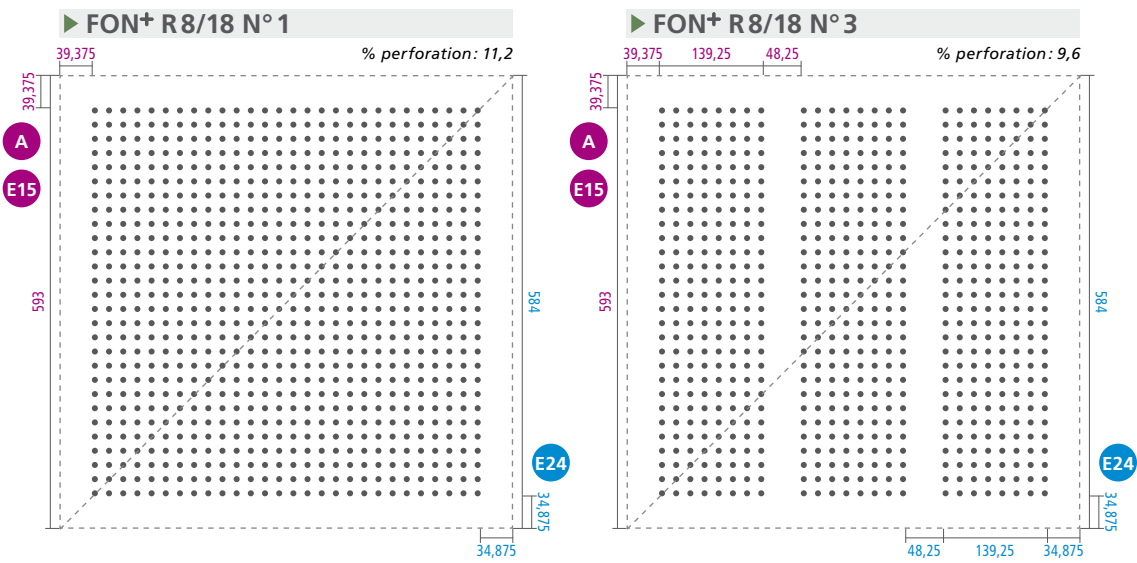 FON+ R 8/18 N° 1
% perforation: 11,2
39,375
39,375
A
E15
593
584
E24
34,875
34,875
FON+ R 8/18 N° 3
% perforation: 9,6
39,375
139,25
48,25
39,375
A
E15
593
584
E24
34,875
48,25
139,25
34,875